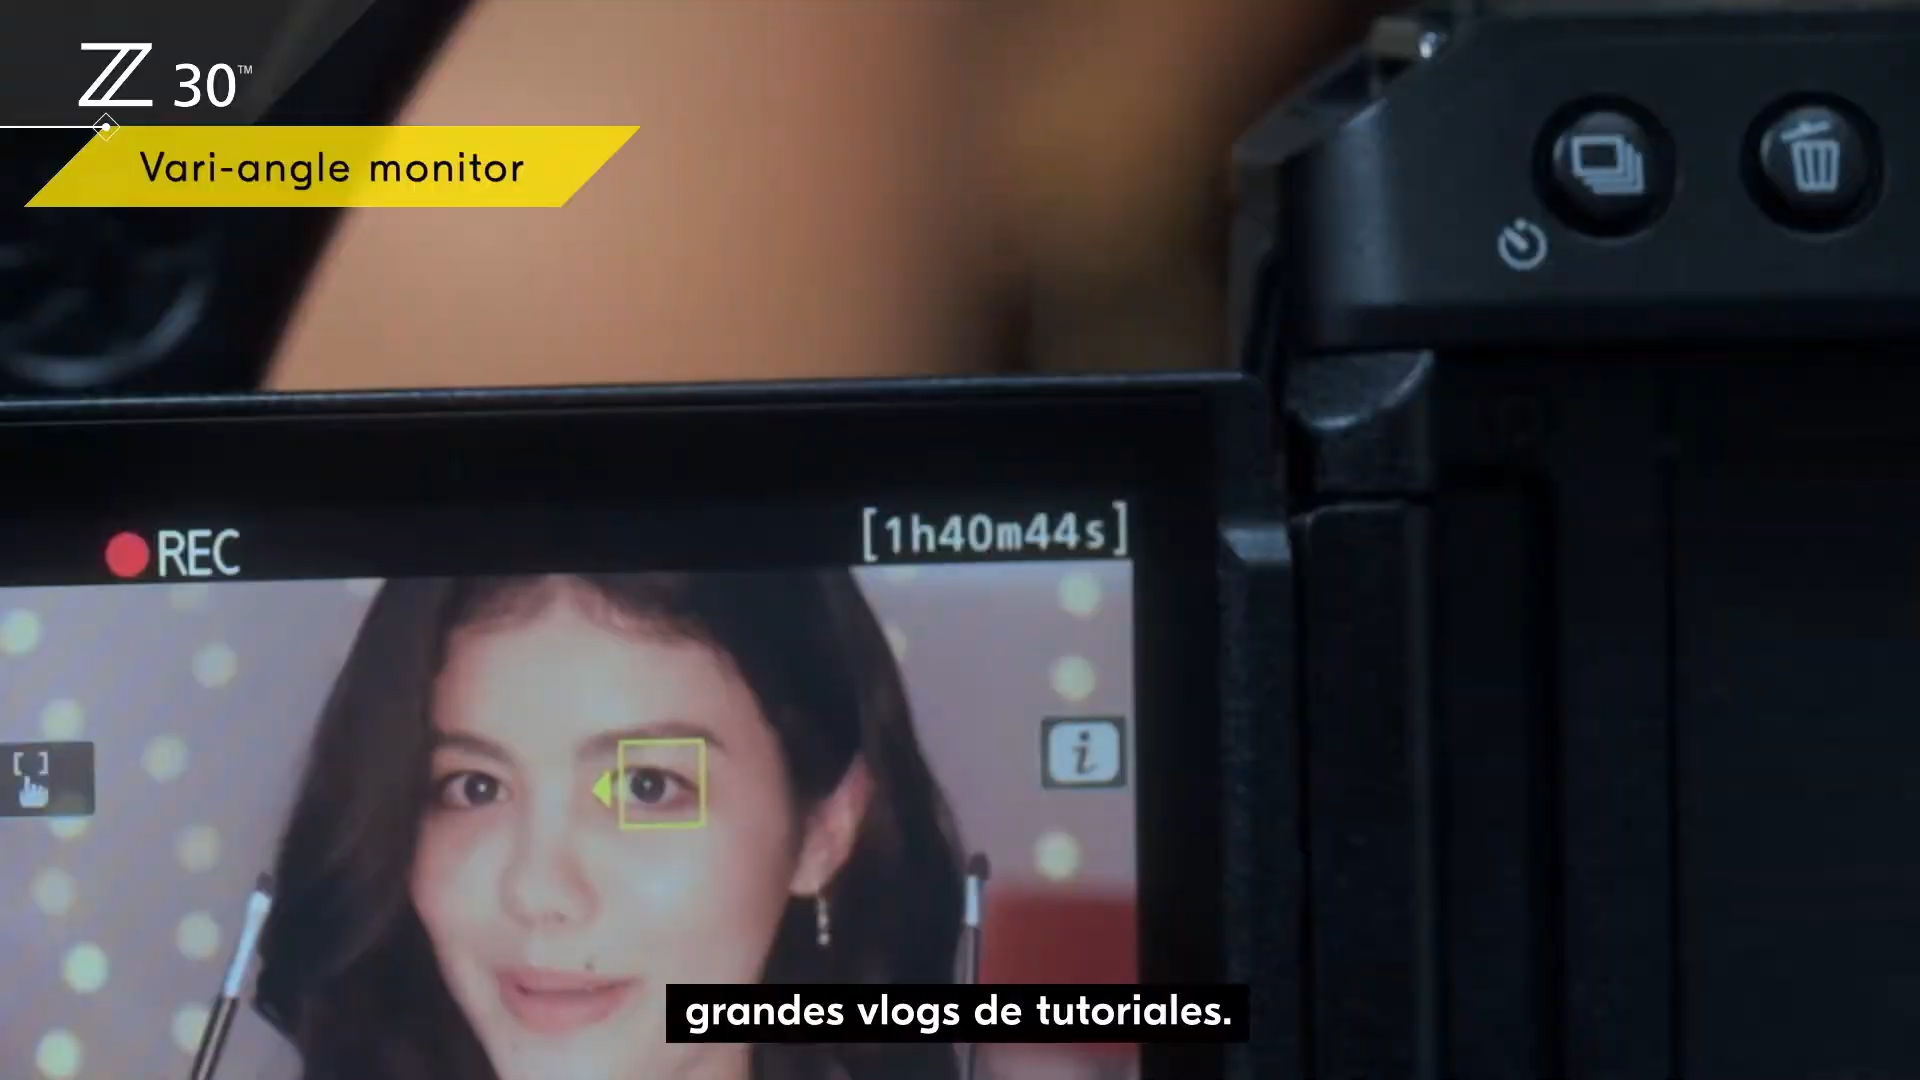 Z 30™
Vari-angle monitor
REC
[1h40m44s]
i
grandes vlogs de tutoriales.